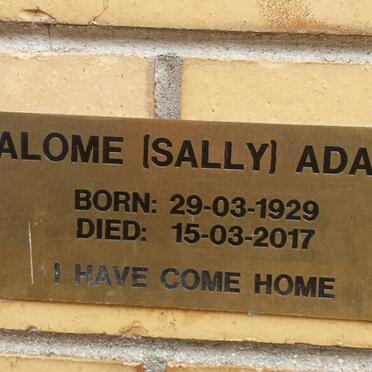 ALOME (SALLY) ADA
BORN: 29-03-1929
DIED: 15-03-2017
I HAVE COME HOME